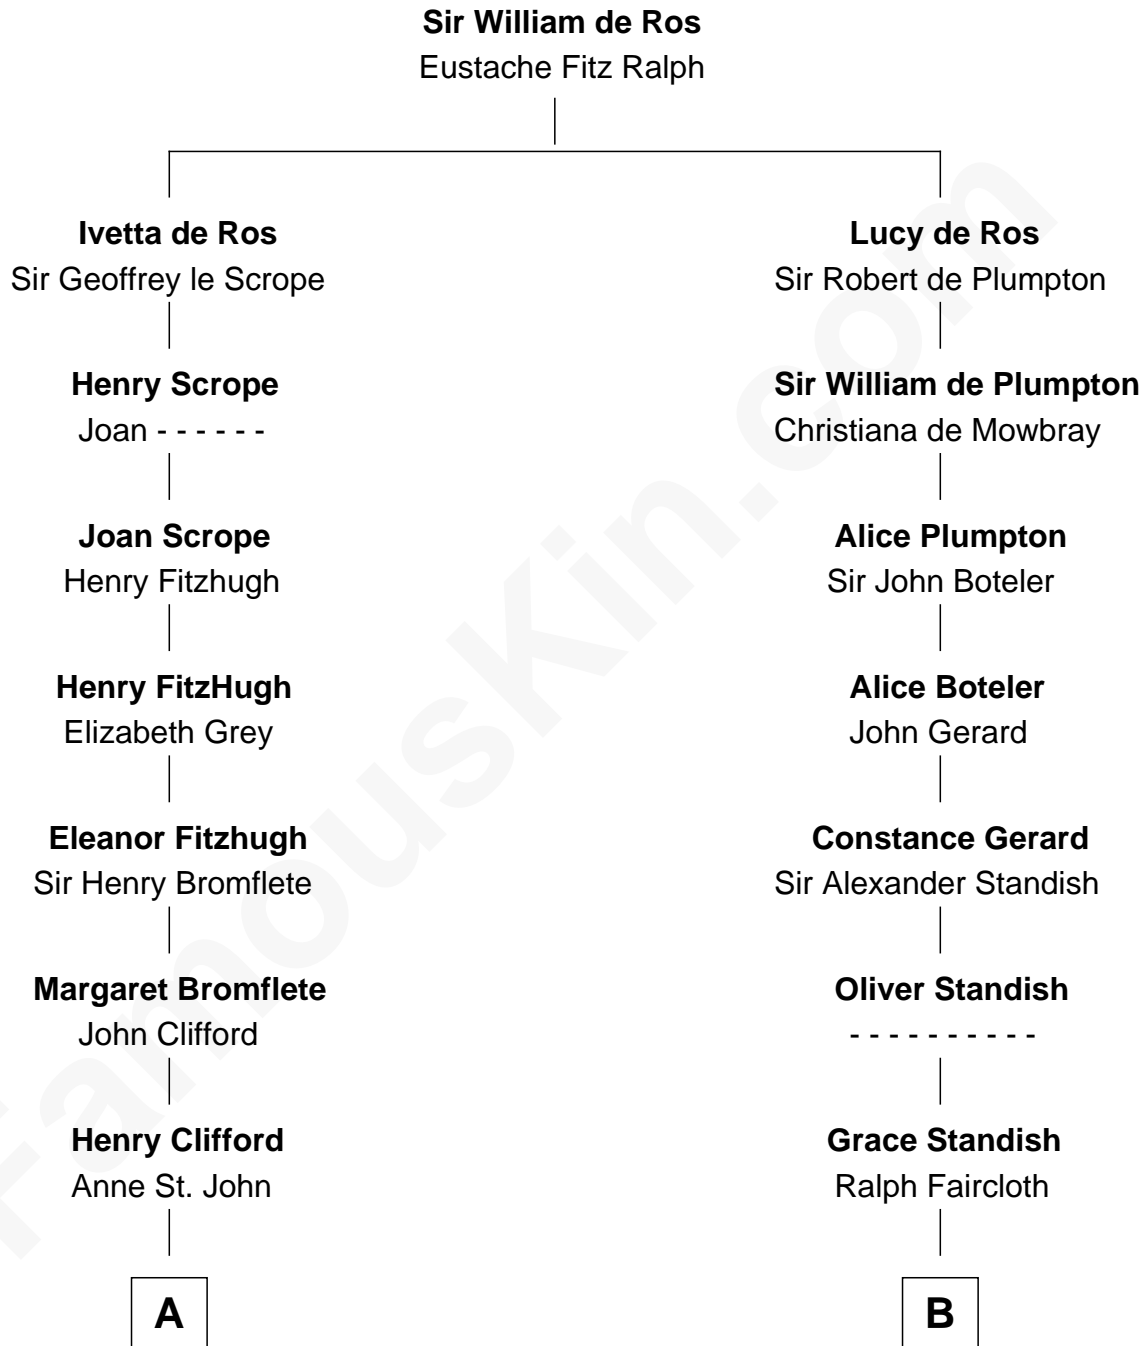 Sir William de Ros
Eustache Fitz Ralph
Ivetta de Ros
Sir Geoffrey le Scrope
Henry Scrope
Joan - - - - - -
Joan Scrope
Henry Fitzhugh
Henry FitzHugh
Elizabeth Grey
Eleanor Fitzhugh
Sir Henry Bromflete
Margaret Bromflete
John Clifford
Henry Clifford
Anne St. John
A
Lucy de Ros
Sir Robert de Plumpton
Sir William de Plumpton
Christiana de Mowbray
Alice Plumpton
Sir John Boteler
Alice Boteler
John Gerard
Constance Gerard
Sir Alexander Standish
Oliver Standish
- - - - - - - - - -
Grace Standish
Ralph Faircloth
B
FamousKin.com